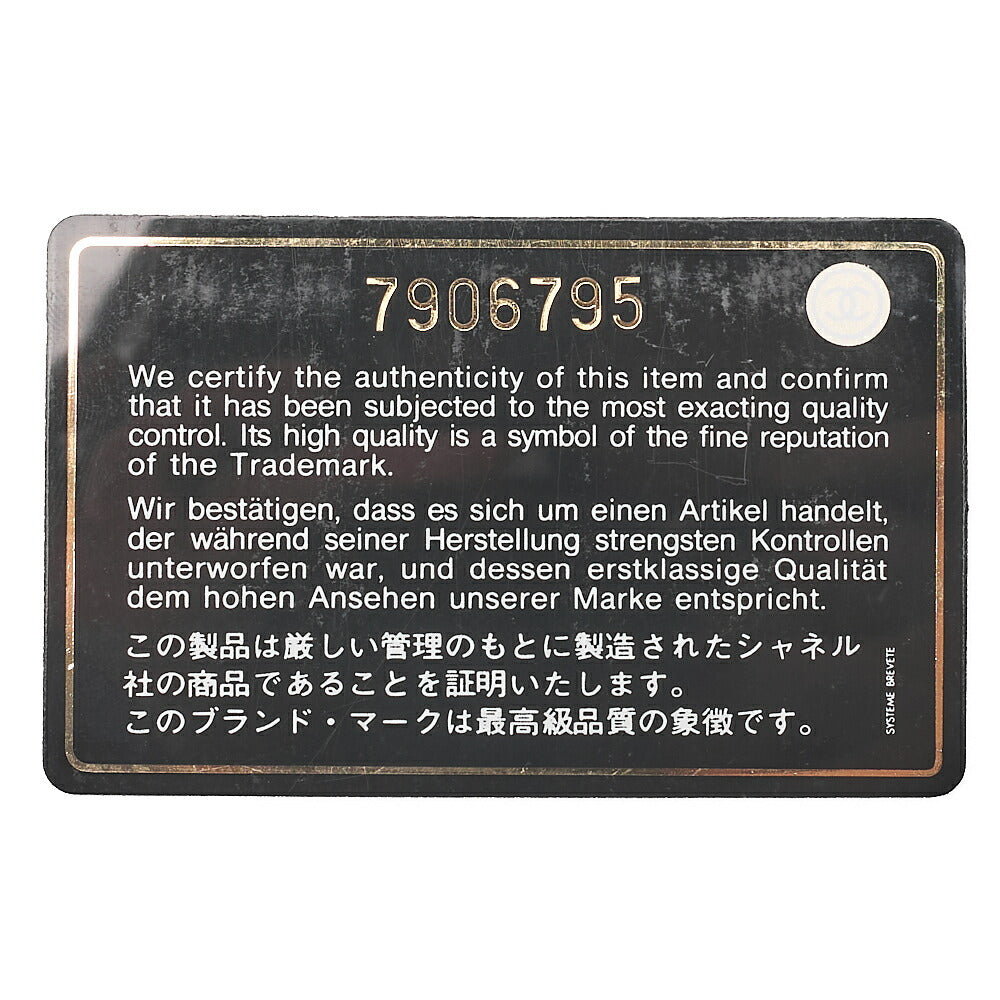 7906795
We certify the authenticity of this item and confirm
that it has been subjected to the most exacting quality
control. Its high quality is a symbol of the fine reputation
of the Trademark.
Wir bestätigen, dass es sich um einen Artikel handelt,
der während seiner Herstellung strengsten Kontrollen
unterworfen war, und dessen erstklassige Qualität
dem hohen Ansehen unserer Marke entspricht.
この製品は厳しい管理のもとに製造されたシャネル
社の商品であることを証明いたします。
このブランド・マークは最高級品質の象徴です。
SYSTEME BREVETE